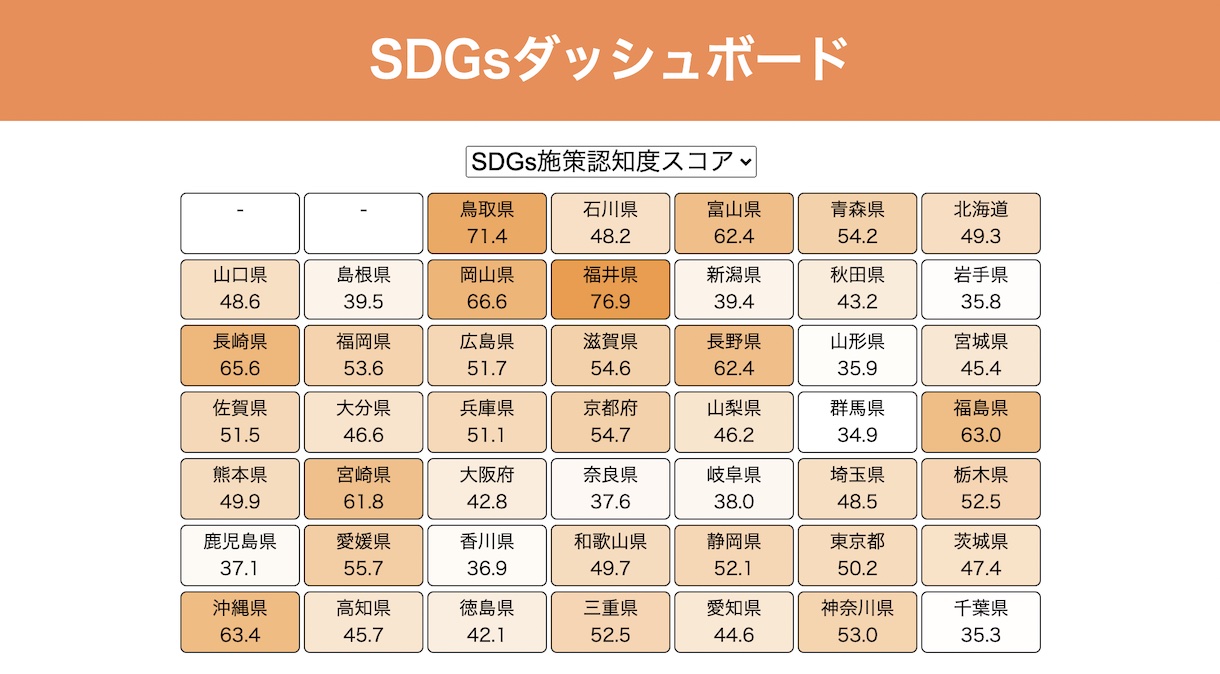 SDGsダッシュボード
SDGs施策認知度スコア
- - 鳥取県 石川県 富山県 青森県 北海道
71.4 48.2 62.4 54.2 49.3
山口県 島根県 岡山県 福井県 新潟県 秋田県 岩手県
48.6 39.5 66.6 76.9 39.4 43.2 35.8
長崎県 福岡県 広島県 滋賀県 長野県 山形県 宮城県
65.6 53.6 51.7 54.6 62.4 35.9 45.4
佐賀県 大分県 兵庫県 京都府 山梨県 群馬県 福島県
51.5 46.6 51.1 54.7 46.2 34.9 63.0
熊本県 宮崎県 大阪府 奈良県 岐阜県 埼玉県 栃木県
49.9 61.8 42.8 37.6 38.0 48.5 52.5
鹿児島県 愛媛県 香川県 和歌山県 静岡県 東京都 茨城県
37.1 55.7 36.9 49.7 52.1 50.2 47.4
沖縄県 高知県 徳島県 三重県 愛知県 神奈川県 千葉県
63.4 45.7 42.1 52.5 44.6 53.0 35.3